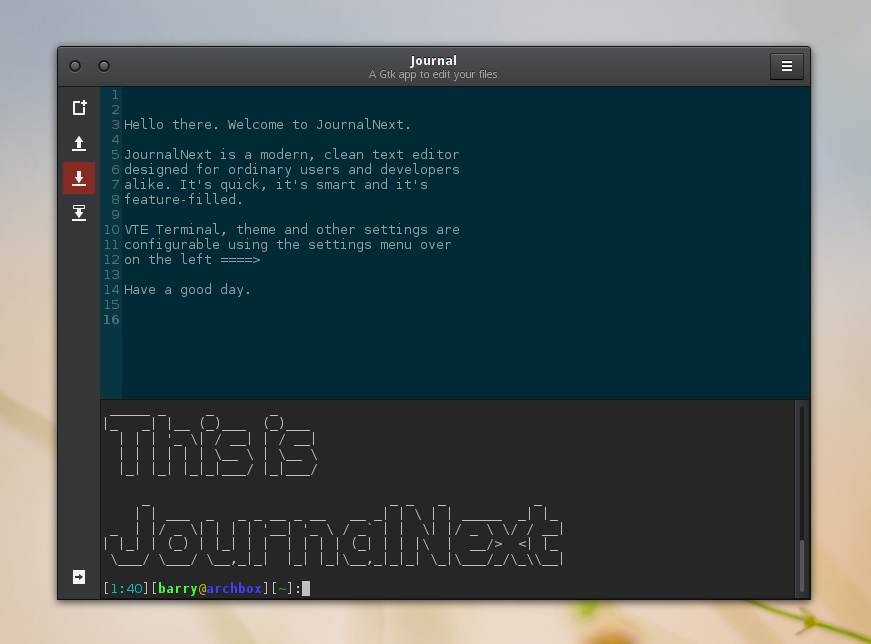 Journal
A Gtk app to edit your files
1
2
3 Hello there. Welcome to JournalNext.
4
5 JournalNext is a modern, clean text editor
6 designed for ordinary users and developers
7 alike. It's quick, it's smart and it's
8 feature-filled.
9
10 VTE Terminal, theme and other settings are
11 configurable using the settings menu over
12 on the left ====>
13
14 Have a good day.
15
16
This is
JournalNext
[1:40][barry@archbox][~]: